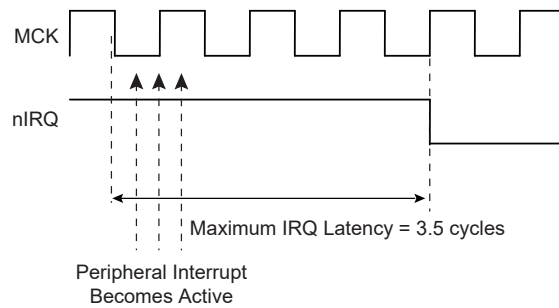 MCK
nIRQ
Maximum IRQ Latency = 3.5 cycles
Peripheral Interrupt
Becomes Active